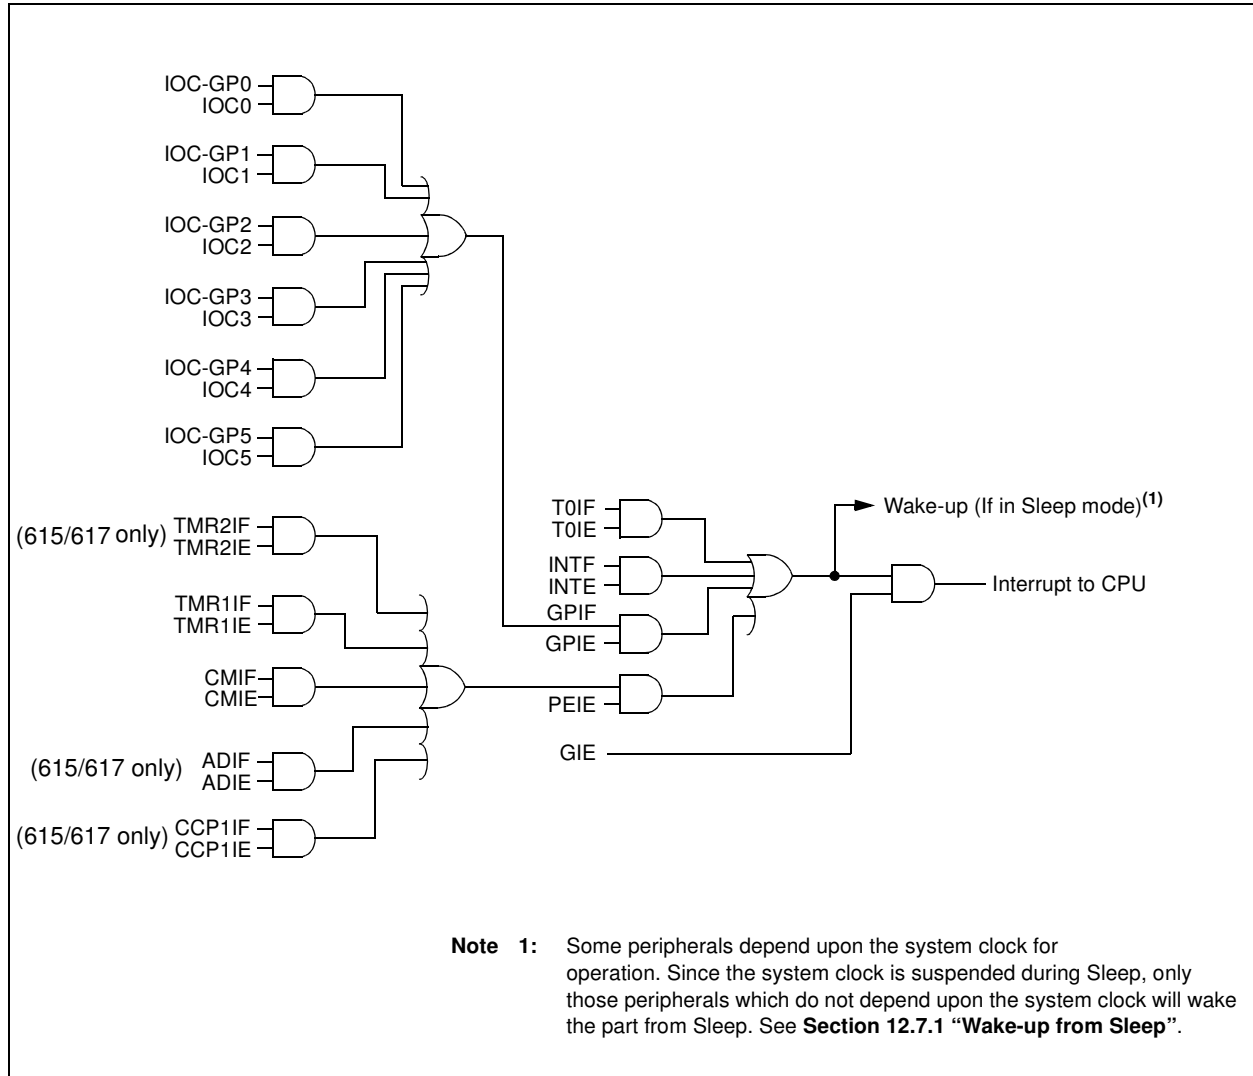 IOC-GP0
IOC0
IOC-GP1
IOC1
IOC-GP2
IOC2
IOC-GP3
IOC3
IOC-GP4
IOC4
IOC-GP5
IOC5
(615/617 only) TMR2IF
TMR2IE
TMR1IF
TMR1IE
CMIF
CMIE
(615/617 only) ADIF
ADIE
(615/617 only) CCP1IF
CCP1IE
T0IF
T0IE
INTF
INTE
GPIF
GPIE
PEIE
GIE
Wake-up (If in Sleep mode)(1)
Interrupt to CPU
Note 1: Some peripherals depend upon the system clock for
operation. Since the system clock is suspended during Sleep, only
those peripherals which do not depend upon the system clock will wake
the part from Sleep. See Section 12.7.1 “Wake-up from Sleep”.